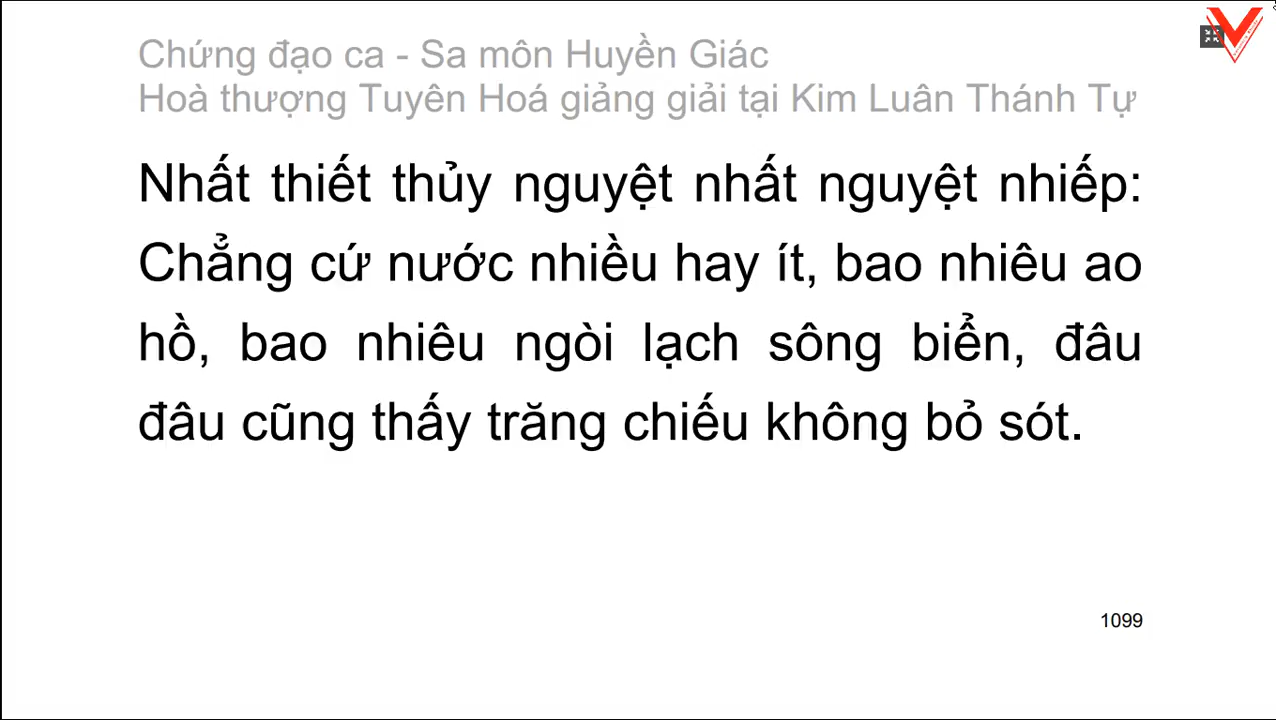 Chứng đạo ca - Sa môn Huyền Giác
Hoà thượng Tuyên Hoá giảng giải tại Kim Luân Thánh Tự
Nhất thiết thủy nguyệt nhất nguyệt nhiếp:
Chẳng cứ nước nhiều hay ít, bao nhiêu ao
hồ, bao nhiêu ngòi lạch sông biển, đâu
đâu cũng thấy trăng chiếu không bỏ sót.
1099